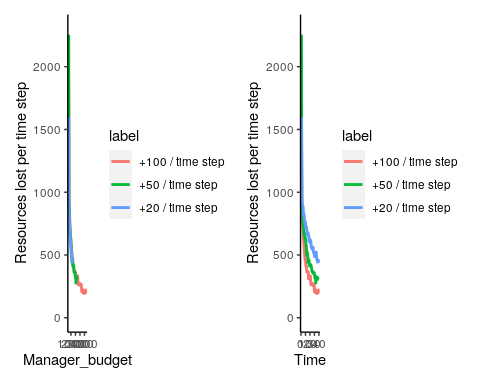 Resources lost per time step
2000
1500
1000
500
0
label
+100 / time step
+50 / time step
+20 / time step
Manager_budget
Resources lost per time step
2000
1500
1000
500
0
label
+100 / time step
+50 / time step
+20 / time step
Time